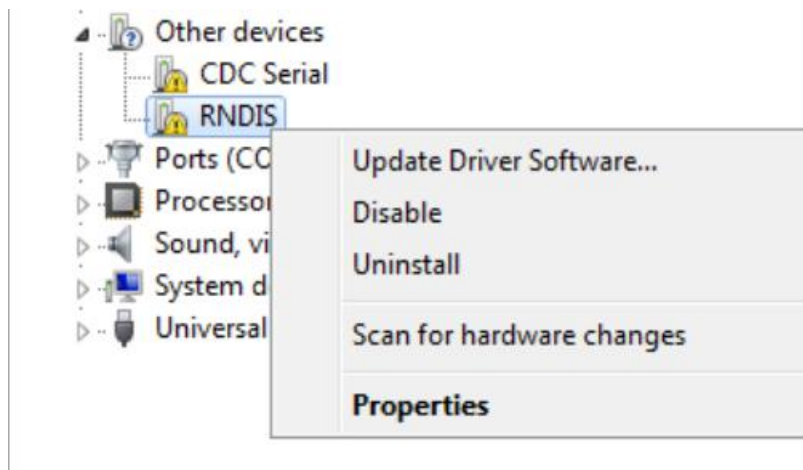 Other devices
CDC Serial
RNDIS
Ports (CO
Processor
Sound, vi
System d
Universal
Update Driver Software...
Disable
Uninstall
Scan for hardware changes
Properties